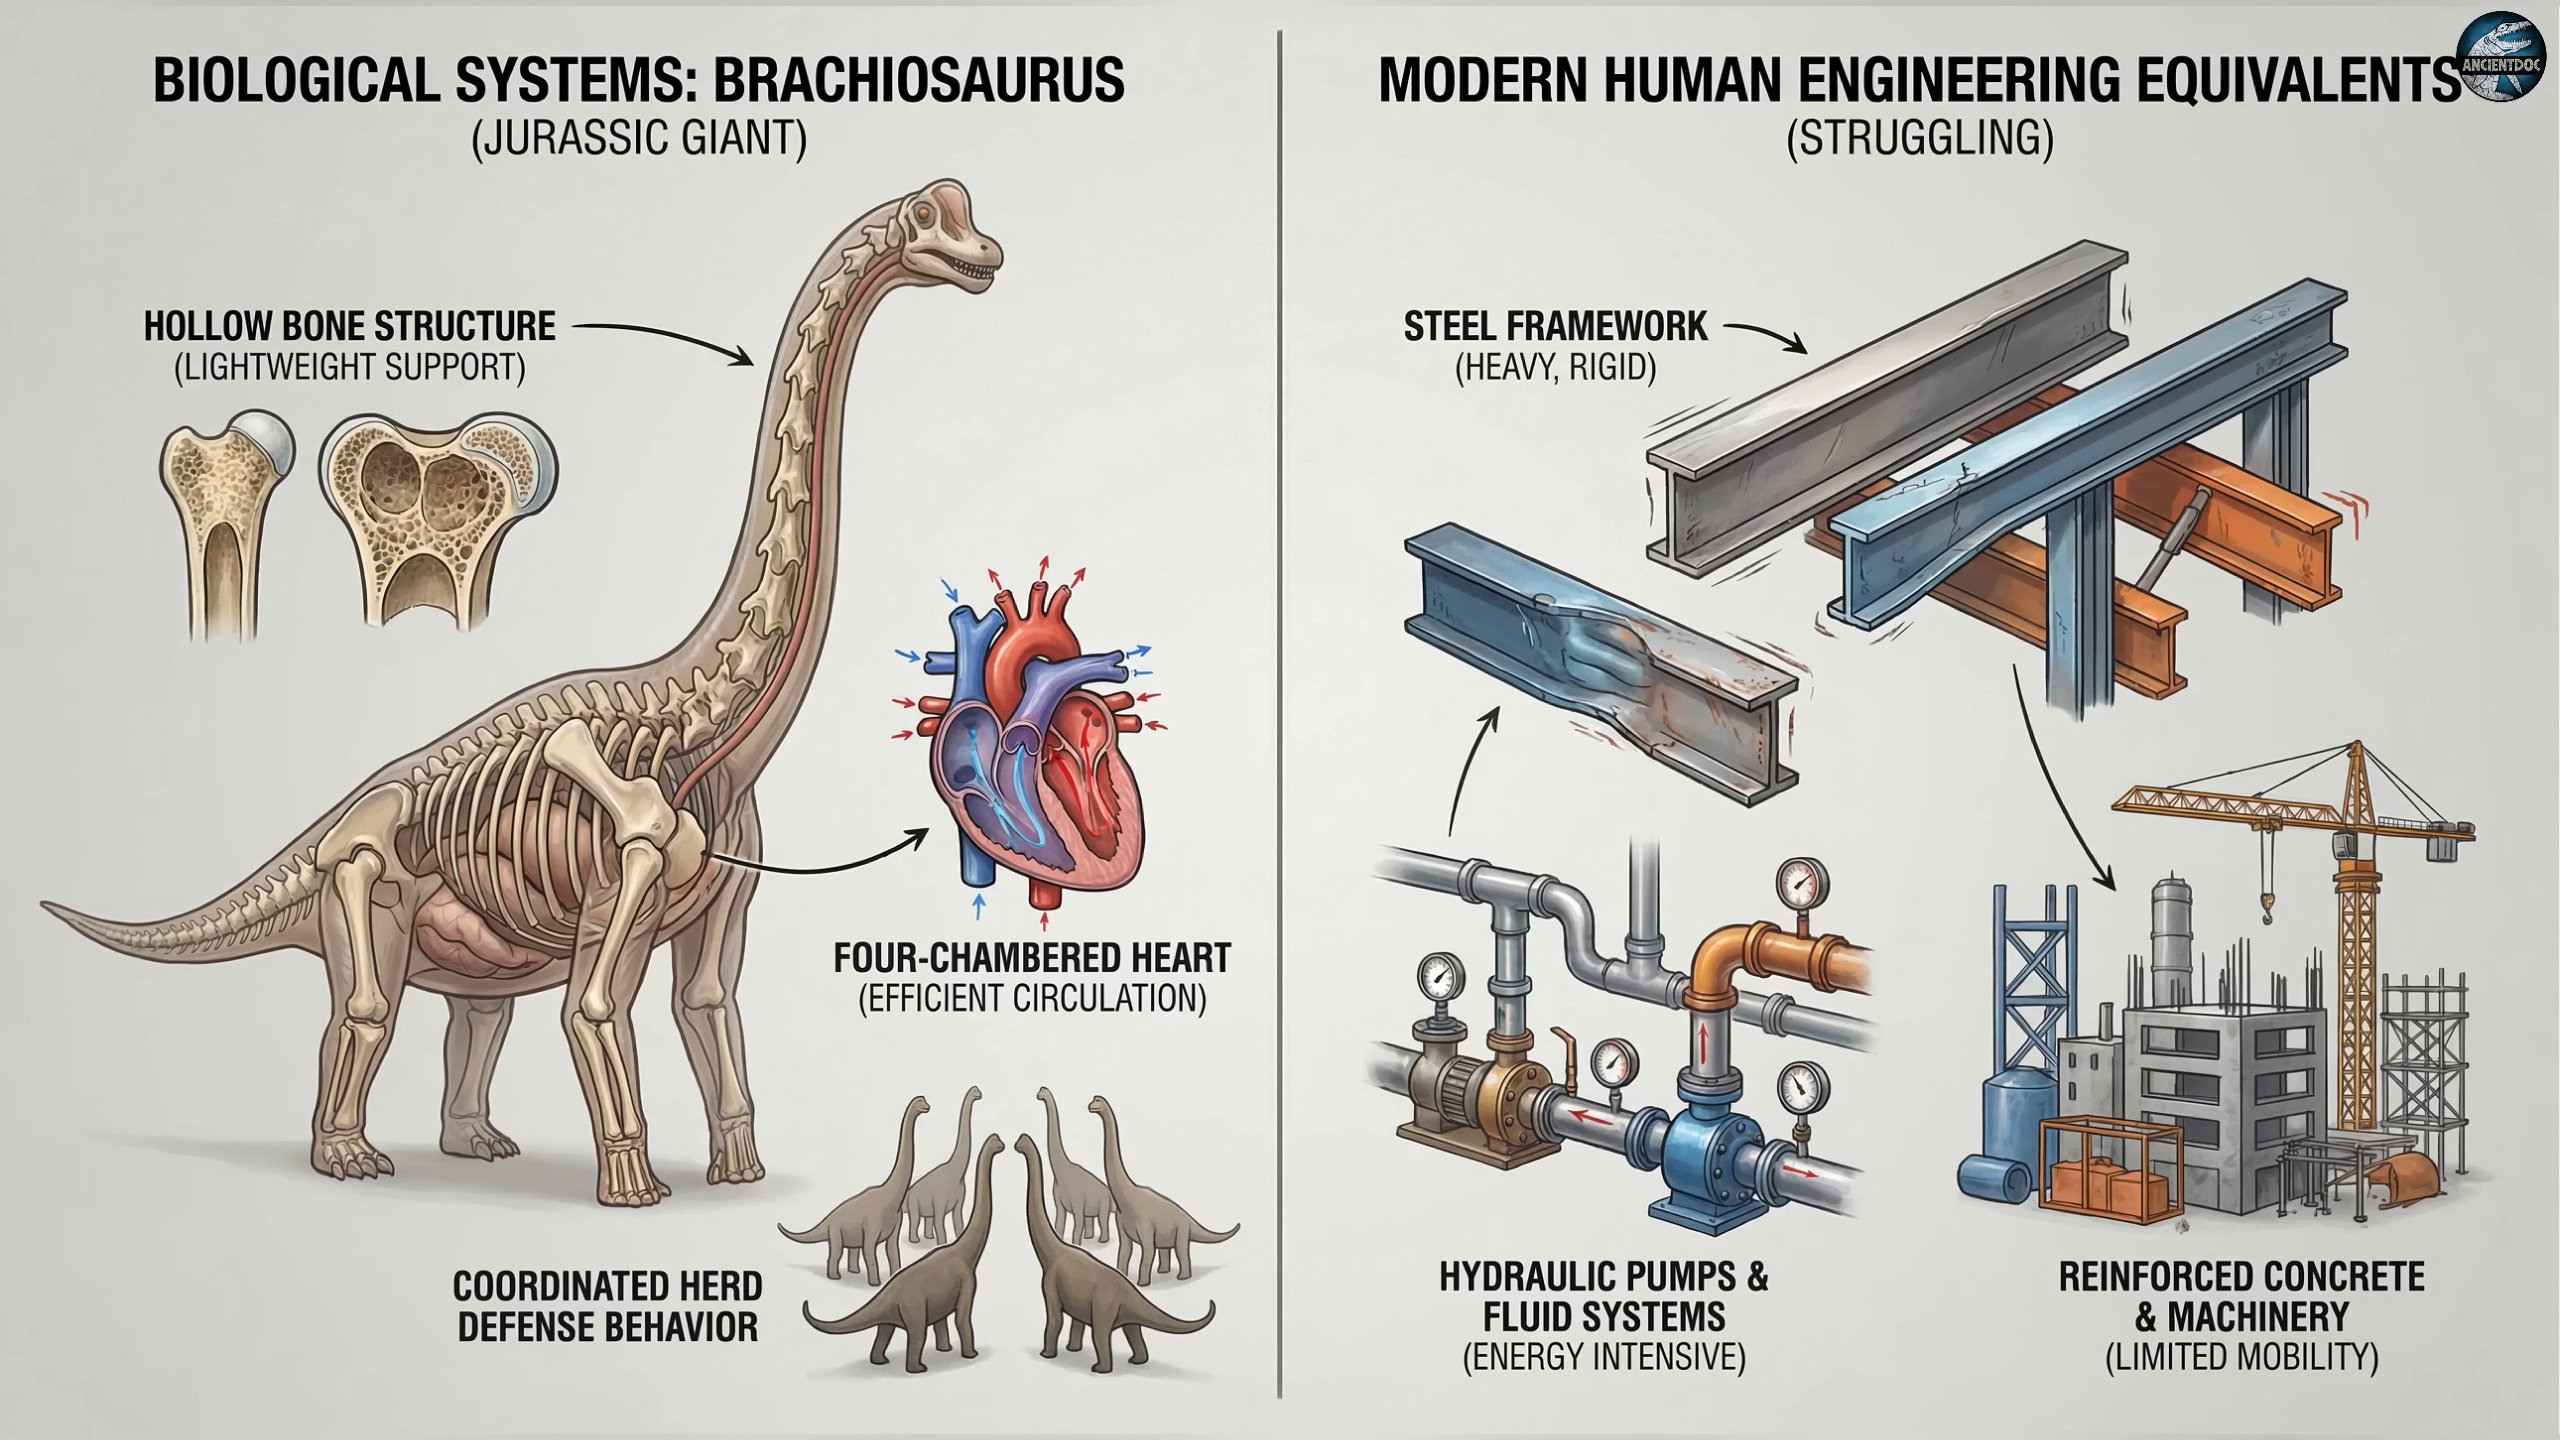 BIOLOGICAL SYSTEMS: BRACHIOSAURUS
(JURASSIC GIANT)
HOLLOW BONE STRUCTURE
(LIGHTWEIGHT SUPPORT)
FOUR-CHAMBERED HEART
(EFFICIENT CIRCULATION)
COORDINATED HERD
DEFENSE BEHAVIOR
MODERN HUMAN ENGINEERING EQUIVALENTS
(STRUGGLING)
ANCIENTDOC
STEEL FRAMEWORK
(HEAVY, RIGID)
HYDRAULIC PUMPS &
FLUID SYSTEMS
(ENERGY INTENSIVE)
REINFORCED CONCRETE
& MACHINERY
(LIMITED MOBILITY)